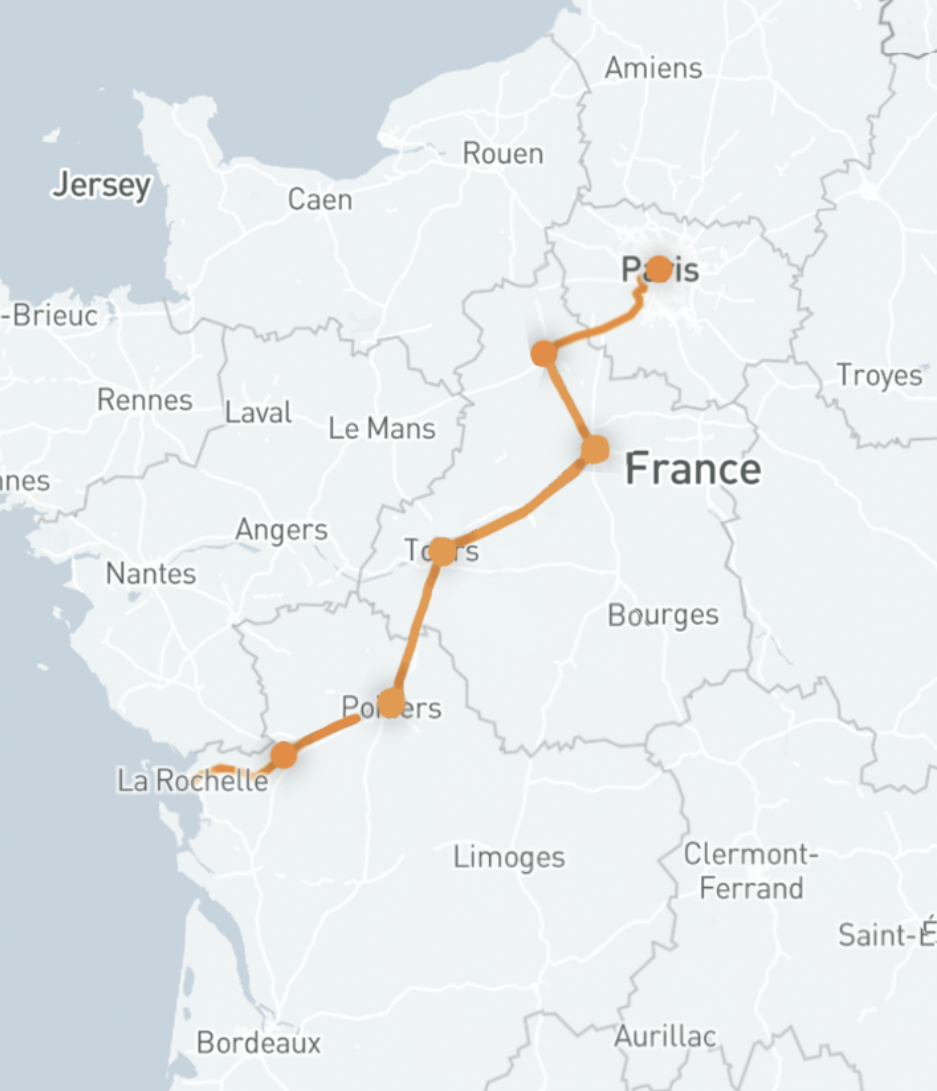 Amiens
Rouen
Jersey
Caen
Paris
-Brieuc
Troyes
Rennes
Laval
Le Mans
France
nnes
Angers
Tours
Nantes
Bourges
Poitiers
La Rochelle
Limoges
Clermont-
Ferrand
Saint-É
Aurillac
Bordeaux